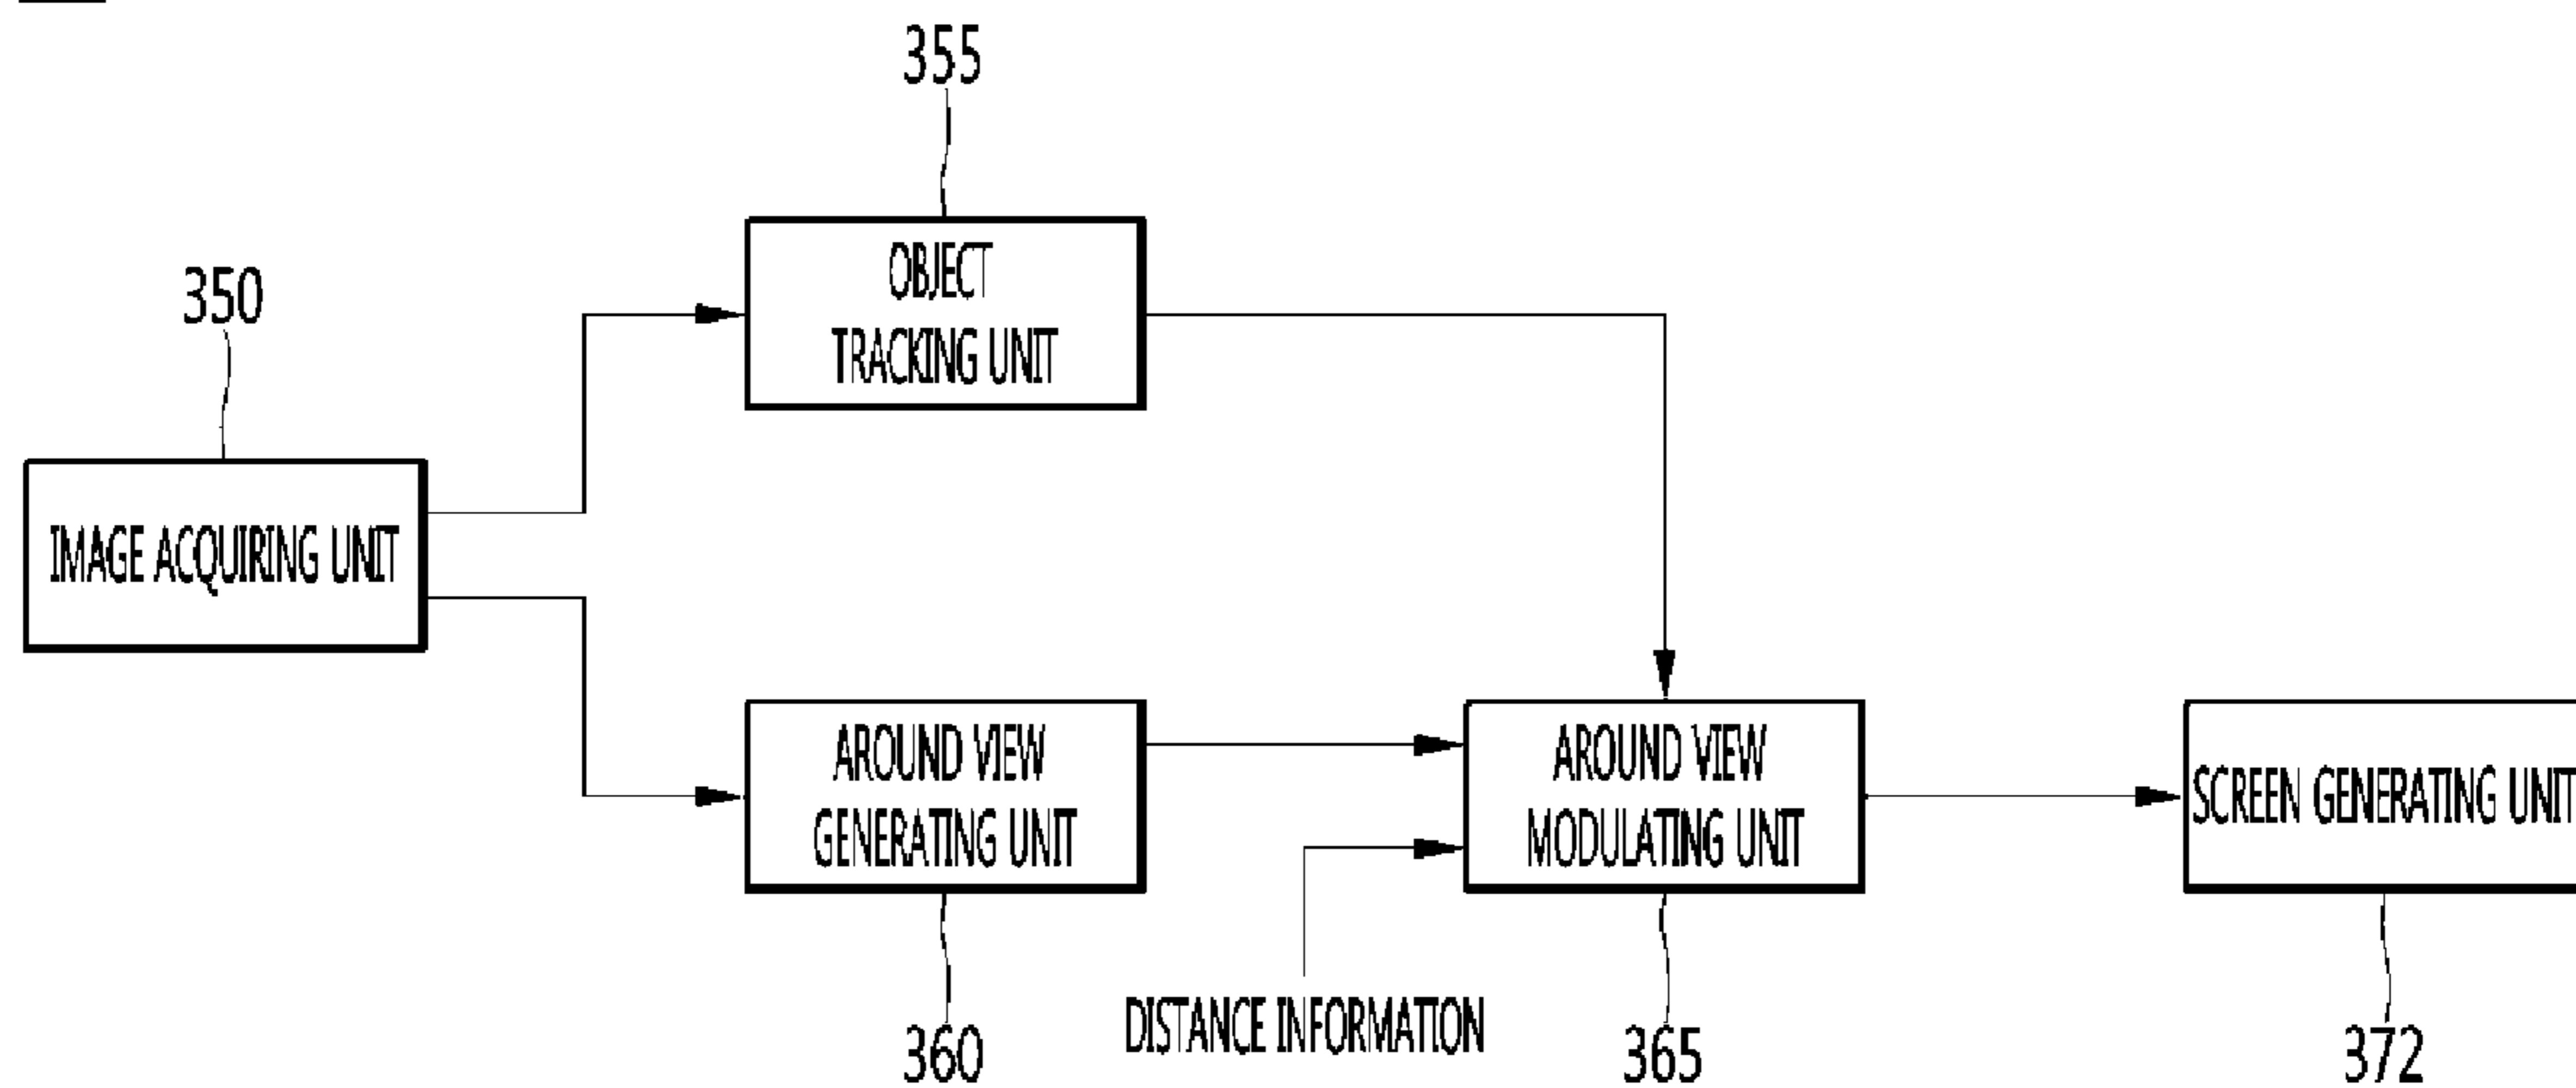 355
OBJECT
TRACKING UNIT
350
IMAGE ACQUIRING UNIT
AROUND VIEW
GENERATING UNIT
AROUND VIEW
MODULATING UNIT
SCREEN GENERATING UNIT
DISTANCE INFORMATION
360
365
372